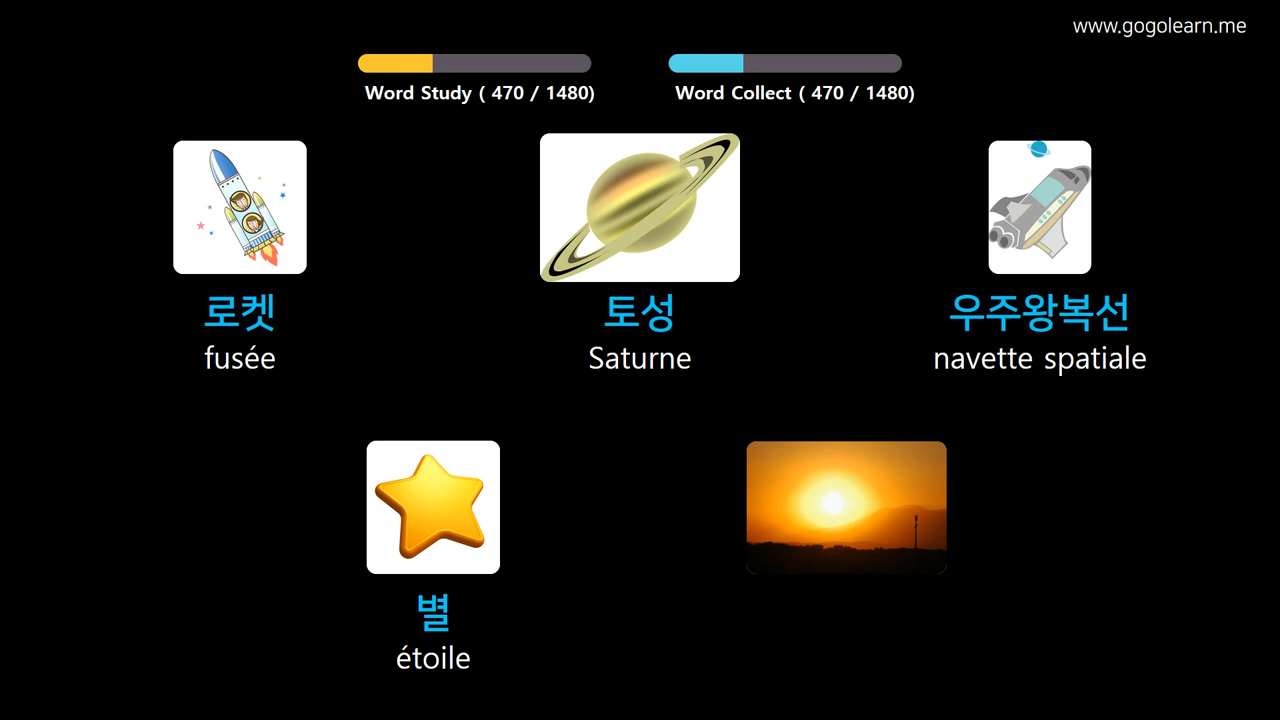 www.gogolearn.me
Word Study ( 470 / 1480)
Word Collect ( 470 / 1480)
로켓
fusée
토성
Saturne
우주왕복선
navette spatiale
별
étoile